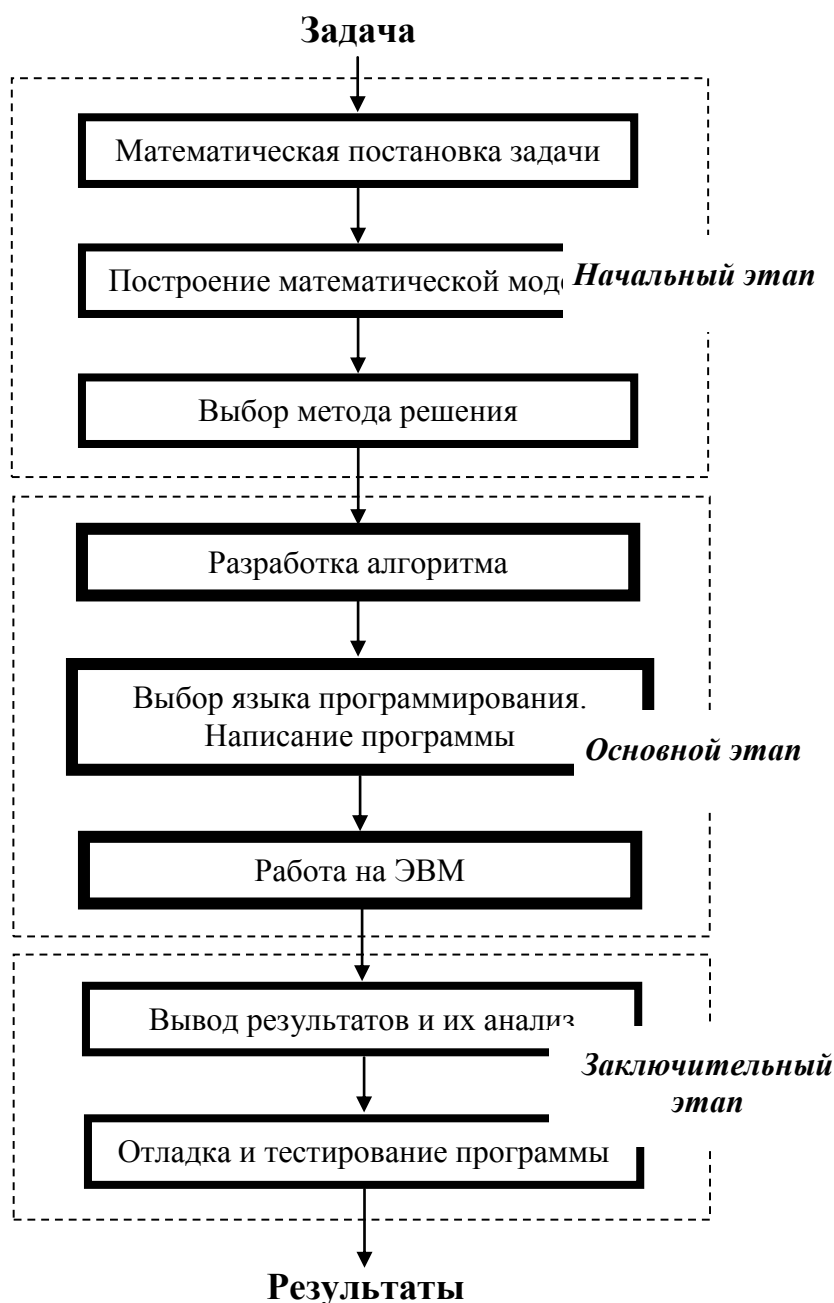 Задача
Математическая постановка задачи
Построение математической
Начальный этап
Выбор метода решения
Разработка алгоритма
Выбор языка программирования.
Написание программы
Основной этап
Работа на ЭВМ
Вывод результатов и их анализ
Заключительный
этап
Отладка и тестирование программы
Результаты